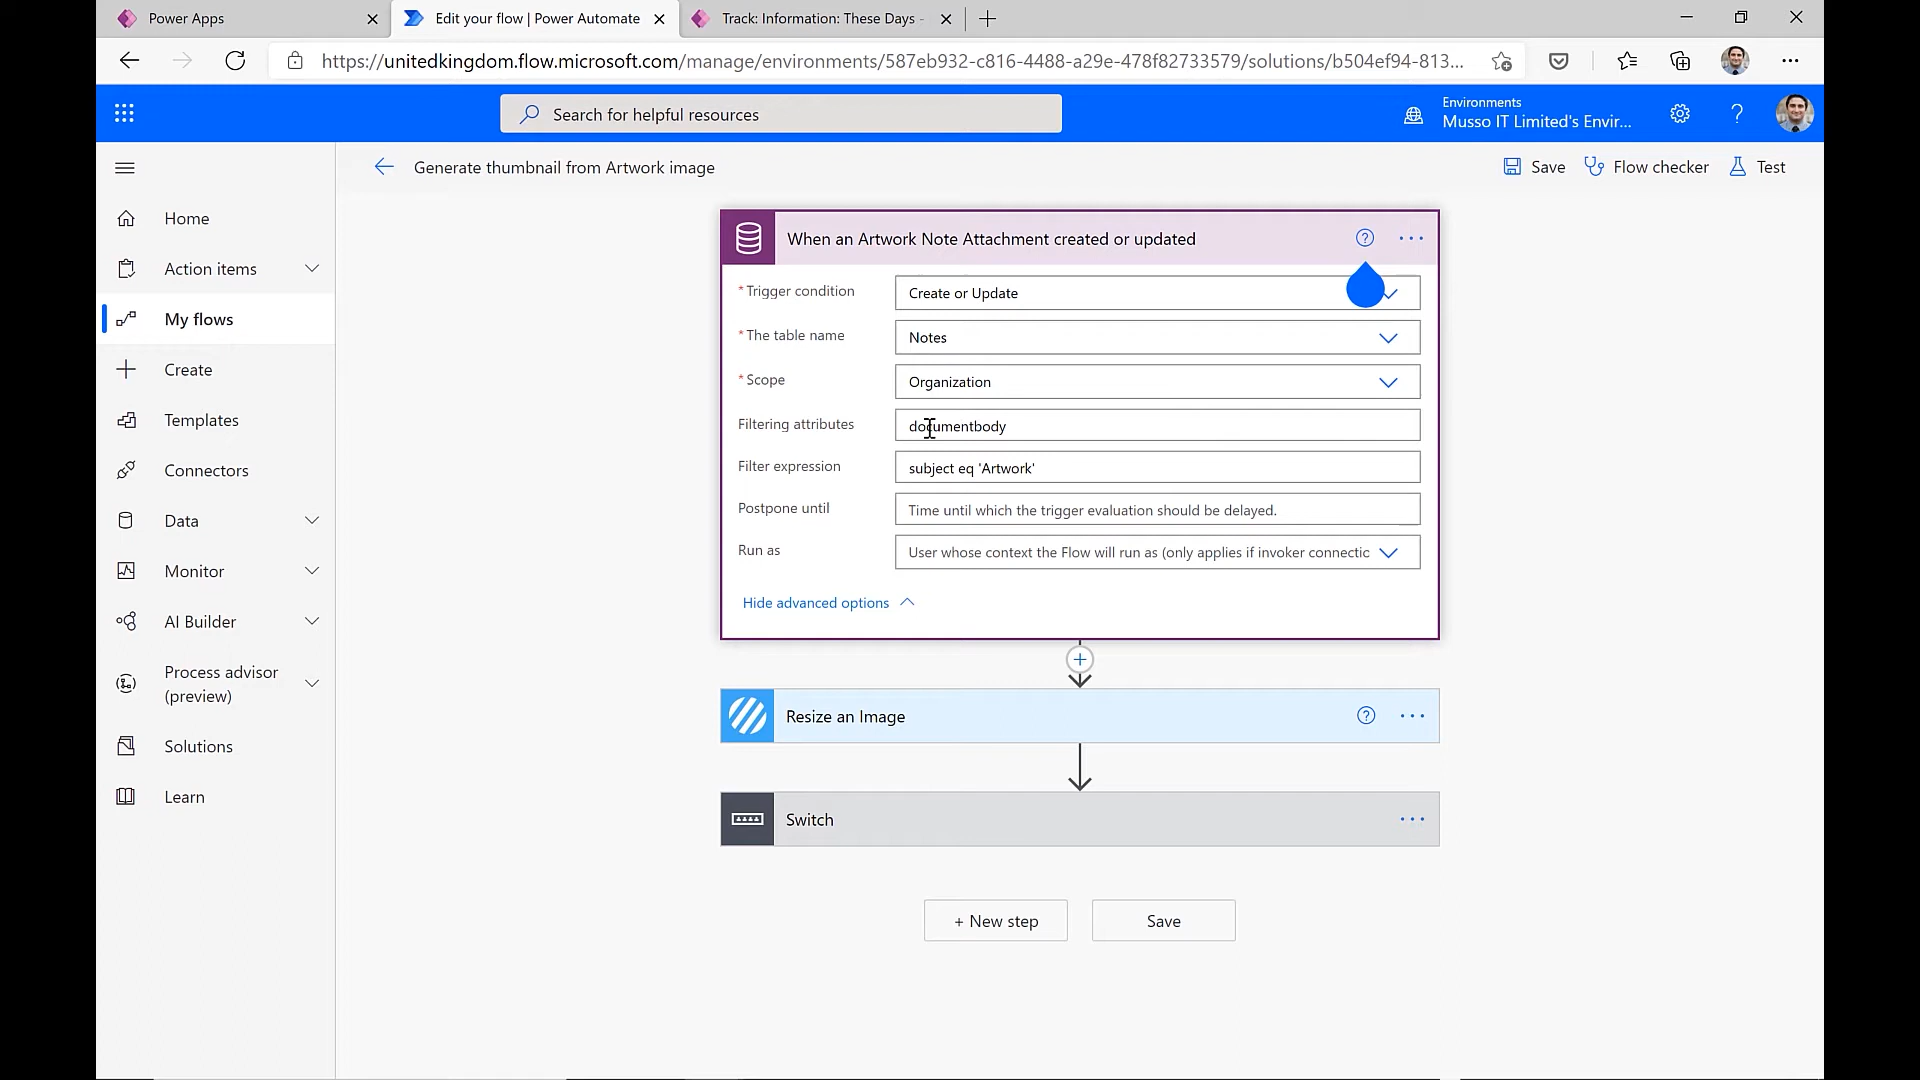 Power Apps
Edit your flow | Power Automate
Track: Information: These Days -
https://unitedkingdom.flow.microsoft.com/manage/environments/587eb932-c816-4488-a29e-478f82733579/solutions/b504ef94-813...
Search for helpful resources
Environments
Musso IT Limited's Envir...
Generate thumbnail from Artwork image
Save
Flow checker
Test
Home
Action items
My flows
Create
Templates
Connectors
Data
Monitor
AI Builder
Process advisor
(preview)
Solutions
Learn
When an Artwork Note Attachment created or updated
* Trigger condition
Create or Update
* The table name
Notes
* Scope
Organization
Filtering attributes
documentbody
Filter expression
subject eq 'Artwork'
Postpone until
Time until which the trigger evaluation should be delayed.
Run as
User whose context the Flow will run as (only applies if invoker connectic
Hide advanced options
Resize an Image
Switch
+ New step
Save